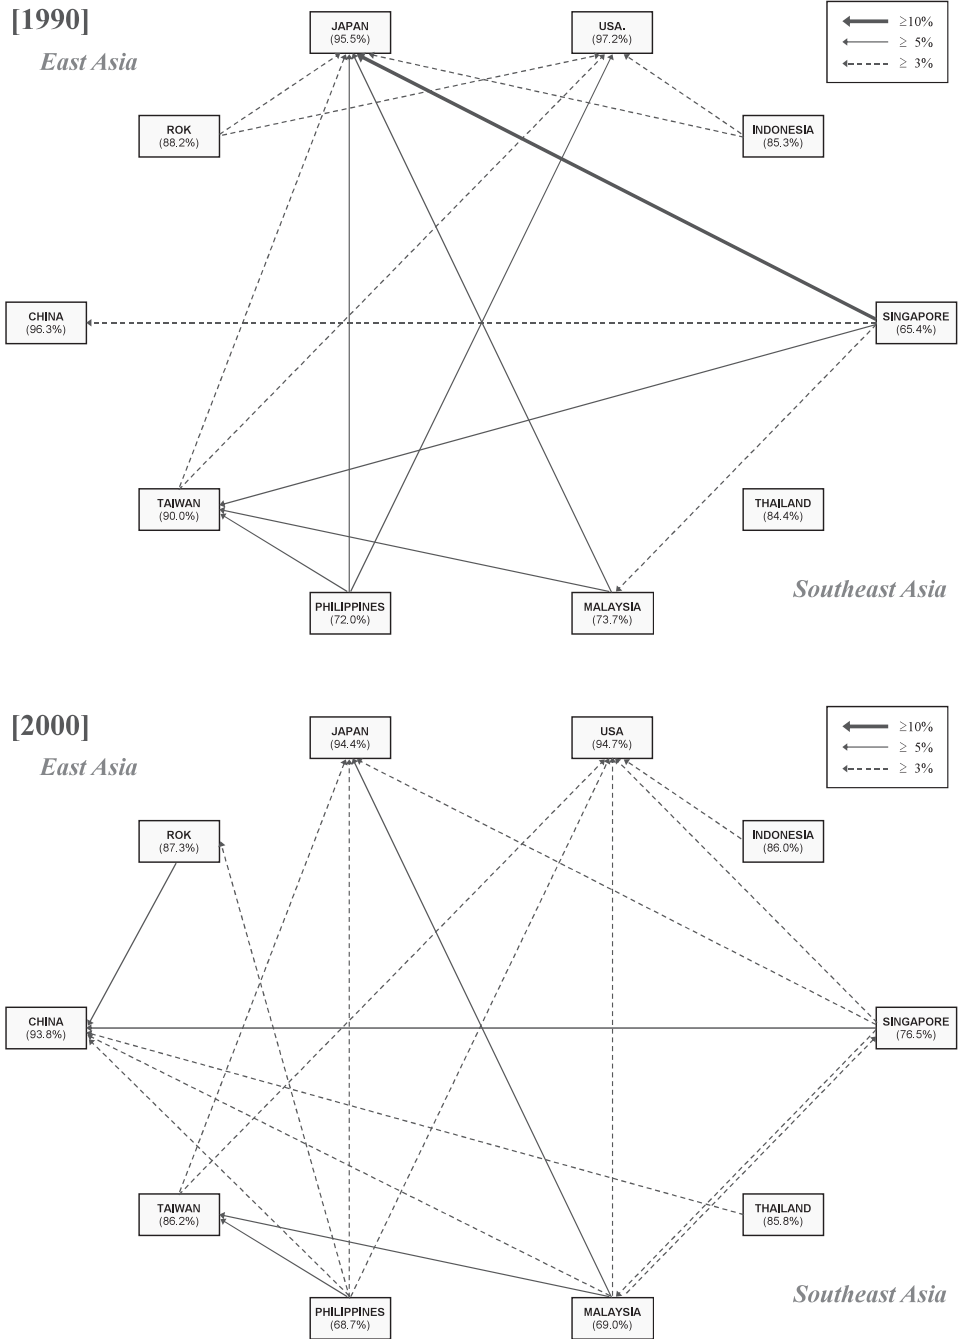 [1990]
East Asia
JAPAN
(95.5%)
USA.
(97.2%)
≥10%
≥ 5%
≥ 3%
ROK
(88.2%)
INDONESIA
(85.3%)
CHINA
(96.3%)
SINGAPORE
(65.4%)
TAIWAN
(90.0%)
THAILAND
(84.4%)
Southeast Asia
PHILIPPINES
(72.0%)
MALAYSIA
(73.7%)
[2000]
East Asia
JAPAN
(94.4%)
USA
(94.7%)
≥10%
≥ 5%
≥ 3%
ROK
(87.3%)
INDONESIA
(86.0%)
CHINA
(93.8%)
SINGAPORE
(76.5%)
TAIWAN
(86.2%)
THAILAND
(85.8%)
Southeast Asia
PHILIPPINES
(68.7%)
MALAYSIA
(69.0%)